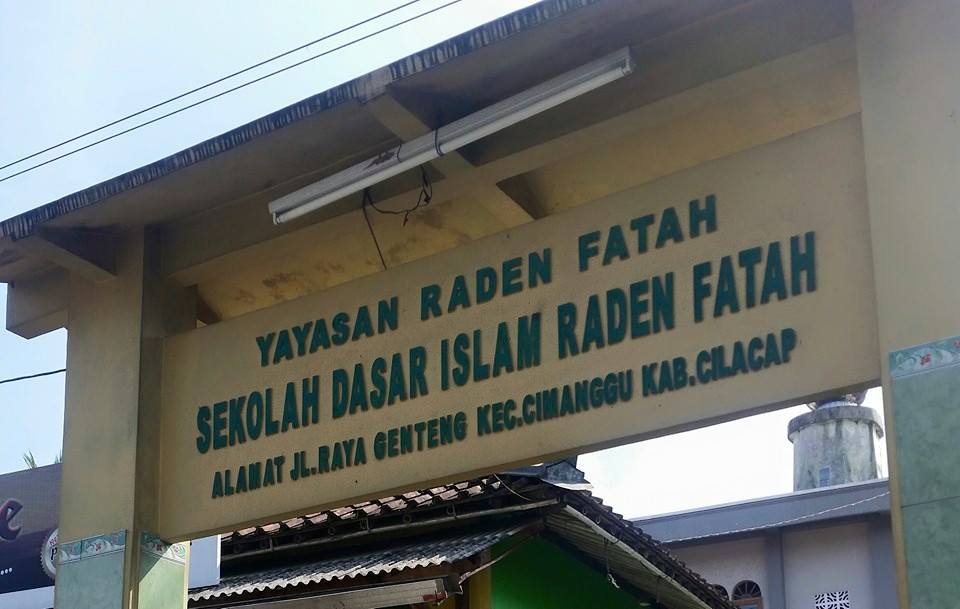 YAYASAN RADEN FATAH
SEKOLAH DASAR ISLAM RADEN FATAH
ALAMAT JL.RAYA GENTENG KEC.CIMANGGU KAB.CILACAP